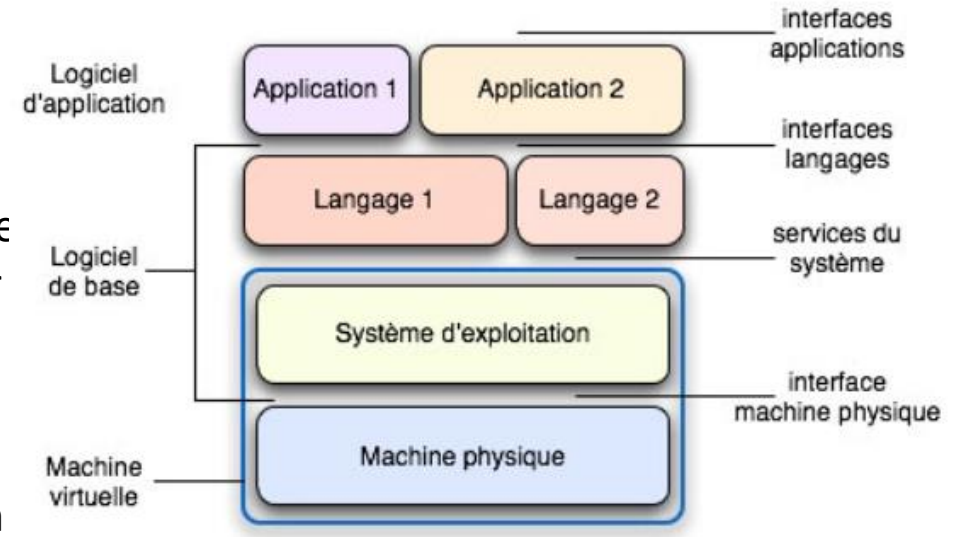 interfaces
applications
Logiciel
d'application
Application 1
Application 2
interfaces
langages
Langage 1
Langage 2
services du
système
Logiciel
de base
Système d'exploitation
interface
machine physique
Machine physique
Machine
virtuelle